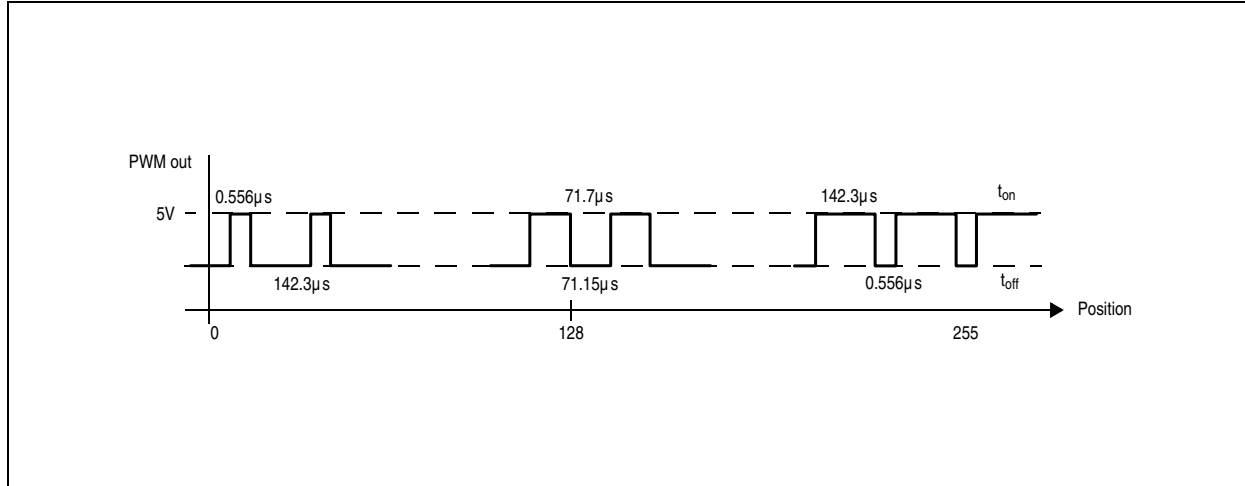 PWM out
0.556µs
71.7µs
142.3µs
ton
5V
142.3µs
71.15µs
0.556µs
toff
Position
0
128
255